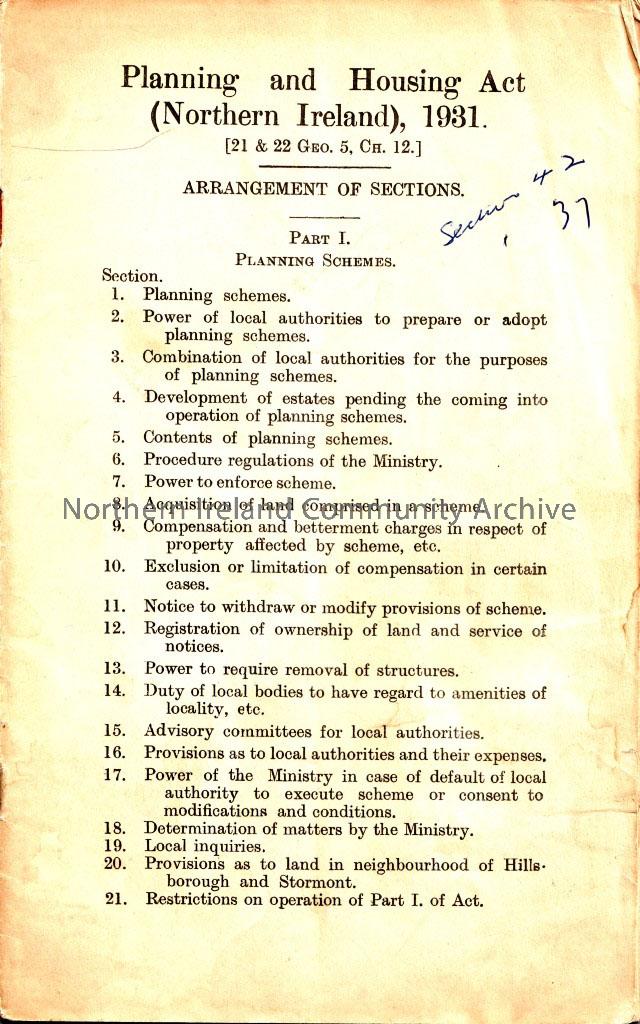 Planning and Housing Act
(Northern Ireland), 1931.
[21 & 22 GEO. 5, CH. 12.]
ARRANGEMENT OF SECTIONS.
Section 42
37
PART I.
PLANNING SCHEMES.
Section.
1. Planning schemes.
2. Power of local authorities to prepare or adopt
planning schemes.
3. Combination of local authorities for the purposes
of planning schemes.
4. Development of estates pending the coming into
operation of planning schemes.
5. Contents of planning schemes.
6. Procedure regulations of the Ministry.
7. Power to enforce scheme.
8. Acquisition of land comprised in a scheme.
Northern Ireland Community Archive
9. Compensation and betterment charges in respect of
property affected by scheme, etc.
10. Exclusion or limitation of compensation in certain
cases.
11. Notice to withdraw or modify provisions of scheme.
12. Registration of ownership of land and service of
notices.
13. Power to require removal of structures.
14. Duty of local bodies to have regard to amenities of
locality, etc.
15. Advisory committees for local authorities.
16. Provisions as to local authorities and their expenses.
17. Power of the Ministry in case of default of local
authority to execute scheme or consent to
modifications and conditions.
18. Determination of matters by the Ministry.
19. Local inquiries.
20. Provisions as to land in neighbourhood of Hills-
borough and Stormont.
21. Restrictions on operation of Part I. of Act.